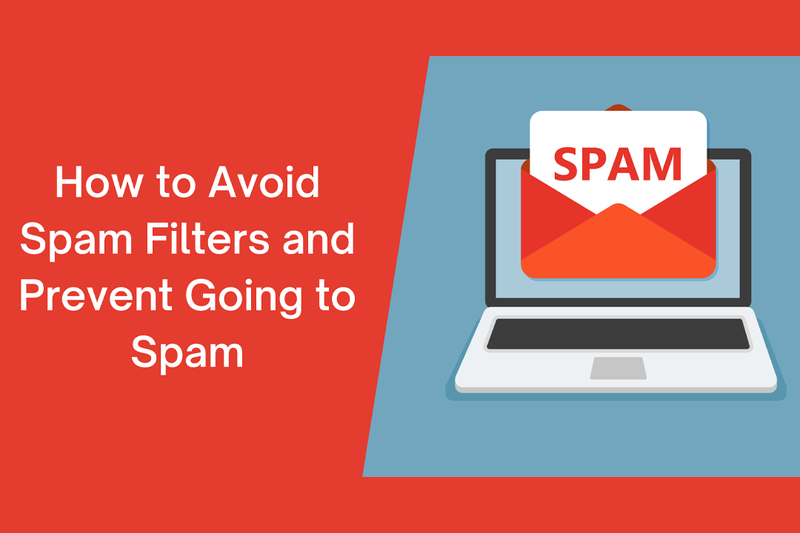 How to Avoid
Spam Filters and
Prevent Going to
Spam
SPAM